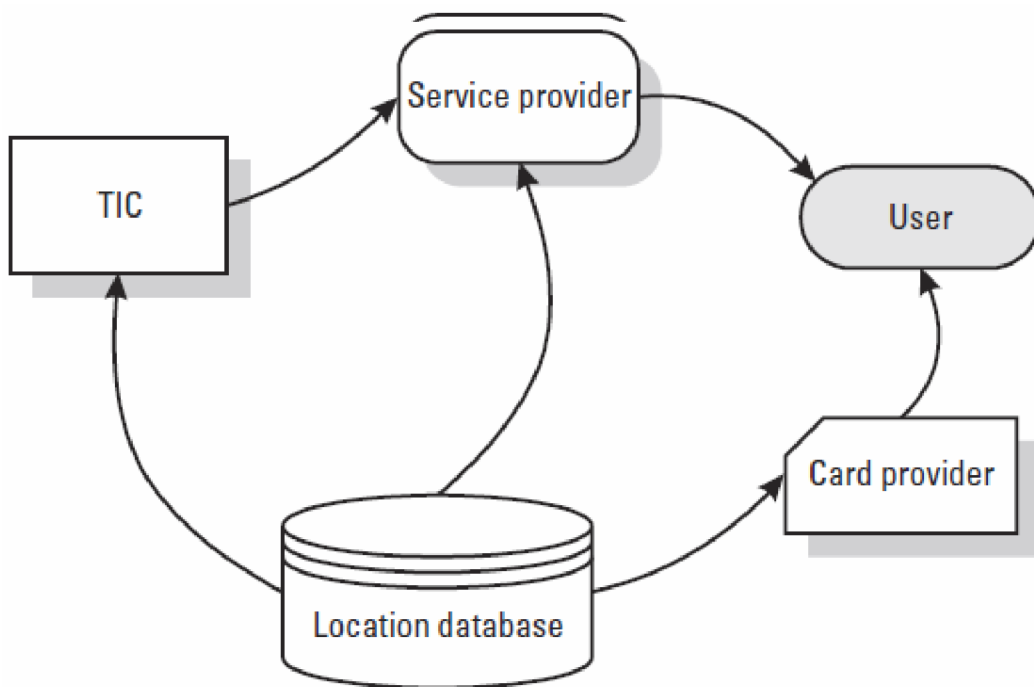 Service provider
TIC
User
Card provider
Location database